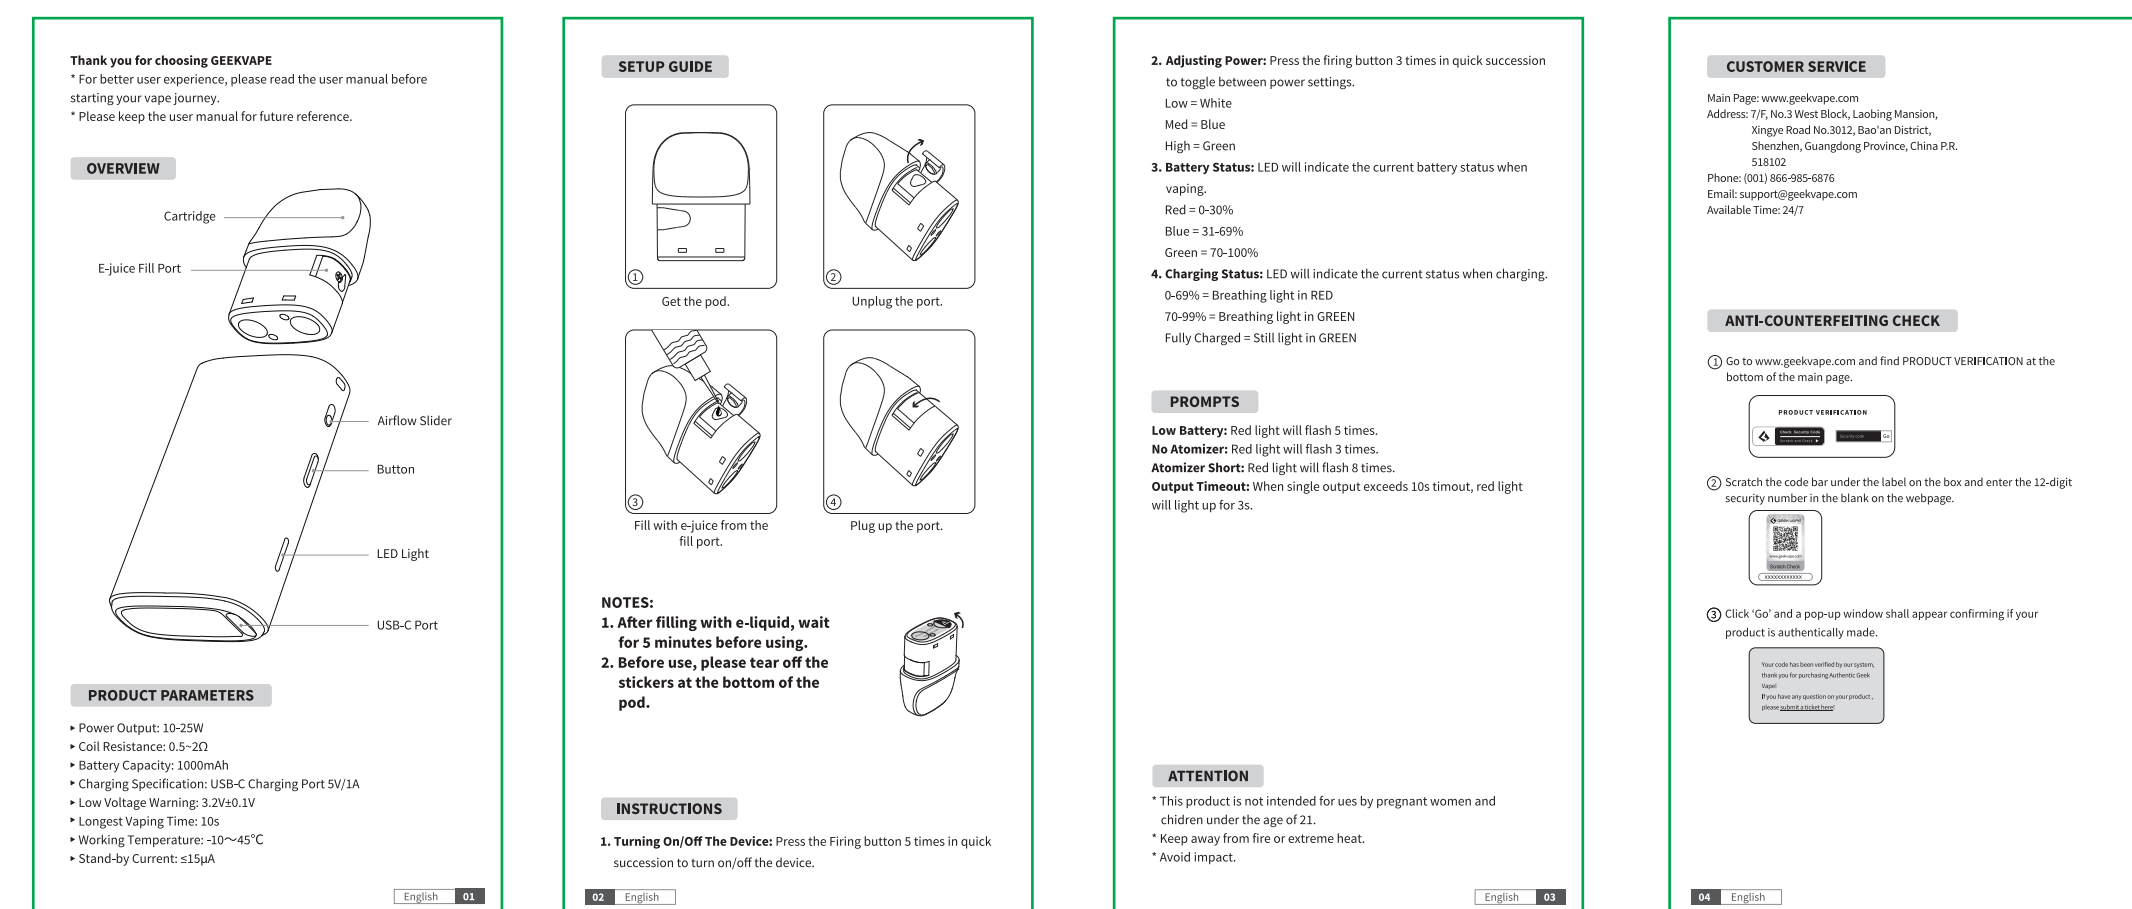 Thank you for choosing GEEKVAPE
* For better user experience, please read the user manual before
starting your vape journey.
* Please keep the user manual for future reference.
OVERVIEW
Cartridge
E-juice Fill Port
Airflow Slider
Button
LED Light
USB-C Port
PRODUCT PARAMETERS
▸ Power Output: 10-25W
▸ Coil Resistance: 0.5~2Ω
▸ Battery Capacity: 1000mAh
▸ Charging Specification: USB-C Charging Port 5V/1A
▸ Low Voltage Warning: 3.2V±0.1V
▸ Longest Vaping Time: 10s
▸ Working Temperature: -10～45℃
▸ Stand-by Current: ≤15μA
English 01
SETUP GUIDE
①
Get the pod.
②
Unplug the port.
③
Fill with e-juice from the
fill port.
④
Plug up the port.
NOTES:
1. After filling with e-liquid, wait
for 5 minutes before using.
2. Before use, please tear off the
stickers at the bottom of the
pod.
INSTRUCTIONS
1. Turning On/Off The Device: Press the Firing button 5 times in quick
succession to turn on/off the device.
02 English
2. Adjusting Power: Press the firing button 3 times in quick succession
to toggle between power settings.
Low = White
Med = Blue
High = Green
3. Battery Status: LED will indicate the current battery status when
vaping.
Red = 0-30%
Blue = 31-69%
Green = 70-100%
4. Charging Status: LED will indicate the current status when charging.
0-69% = Breathing light in RED
70-99% = Breathing light in GREEN
Fully Charged = Still light in GREEN
PROMPTS
Low Battery: Red light will flash 5 times.
No Atomizer: Red light will flash 3 times.
Atomizer Short: Red light will flash 8 times.
Output Timeout: When single output exceeds 10s timout, red light
will light up for 3s.
ATTENTION
* This product is not intended for ues by pregnant women and
chidren under the age of 21.
* Keep away from fire or extreme heat.
* Avoid impact.
English 03
CUSTOMER SERVICE
Main Page: www.geekvape.com
Address: 7/F, No.3 West Block, Laobing Mansion,
Xingye Road No.3012, Bao'an District,
Shenzhen, Guangdong Province, China P.R.
518102
Phone: (001) 866-985-6876
Email: support@geekvape.com
Available Time: 24/7
ANTI-COUNTERFEITING CHECK
① Go to www.geekvape.com and find PRODUCT VERIFICATION at the
bottom of the main page.
PRODUCT VERIFICATION
Check Security Code
Scratch and Check ▶
Security code Go
② Scratch the code bar under the label on the box and enter the 12-digit
security number in the blank on the webpage.
GEEKVAPE
www.geekvape.com
Scratch Check
XXXXXXXXXXXX
③ Click ‘Go’ and a pop-up window shall appear confirming if your
product is authentically made.
Your code has been verified by our system,
thank you for purchasing Authentic Geek
Vape!
If you have any question on your product ,
please submit a ticket here!
04 English